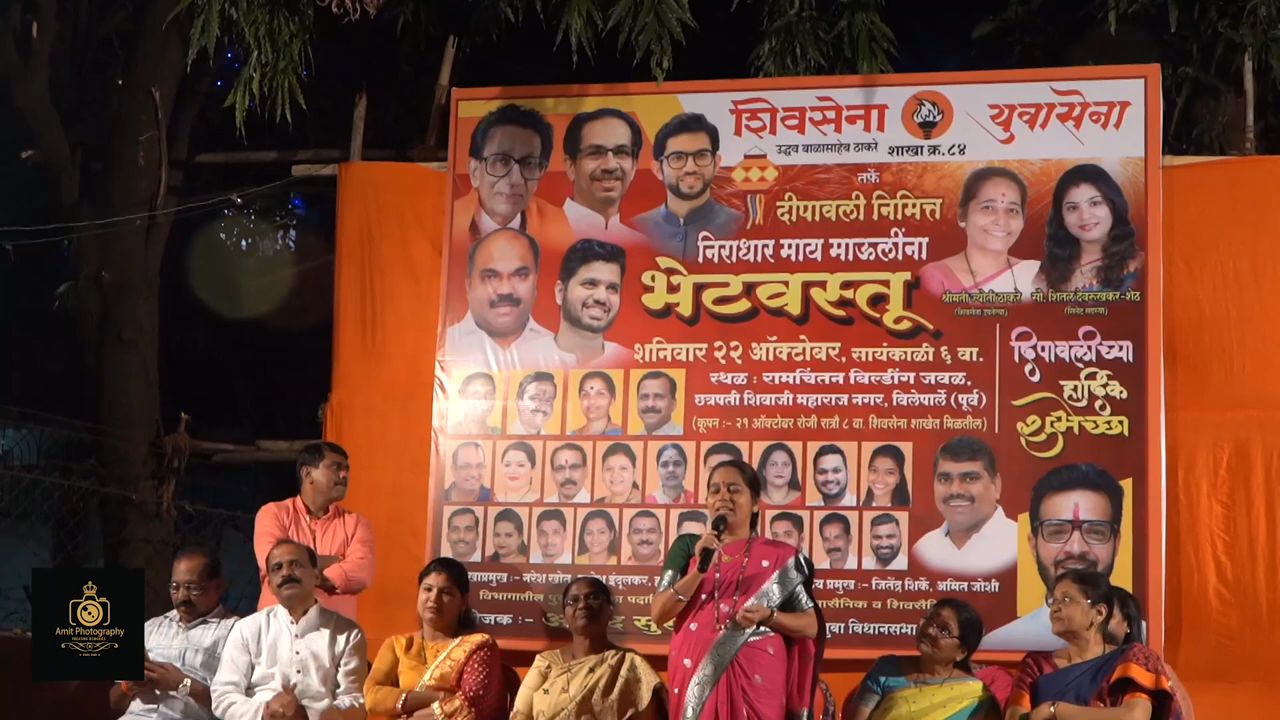 शिवसेना
युवासेना
उद्धव बाळासाहेब ठाकरे शाखा क्र. ८४
तर्फे
दीपावली निमित्त
निराधार माय माऊलींना
भेटवस्तू
श्रीमती ज्योती ठाकरे
सौ. शितल देवरुखकर-शेठ
शनिवार २२ ऑक्टोबर, सायंकाळी ६ वा.
स्थळ : रामचिंतन बिल्डींग जवळ,
छत्रपती शिवाजी महाराज नगर, विलेपार्ले (पूर्व)
(कूपन :- २१ ऑक्टोबर रोजी रात्रौ ८ वा. शिवसेना शाखेत मिळतील)
दिपावलीच्या
हार्दिक
शुभेच्छा
प्रमुख :- जितेंद्र शिर्के, अमित जोशी
Amit Photography